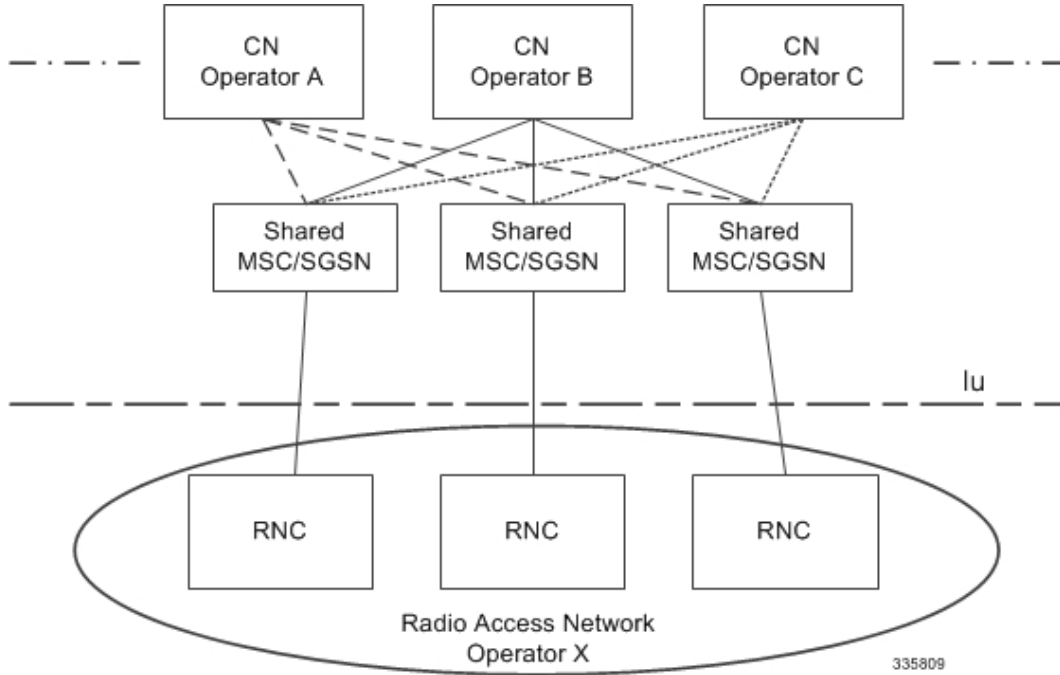 CN
Operator A
CN
Operator B
CN
Operator C
Shared
MSC/SGSN
Shared
MSC/SGSN
Shared
MSC/SGSN
Iu
RNC
RNC
RNC
Radio Access Network
Operator X
335809